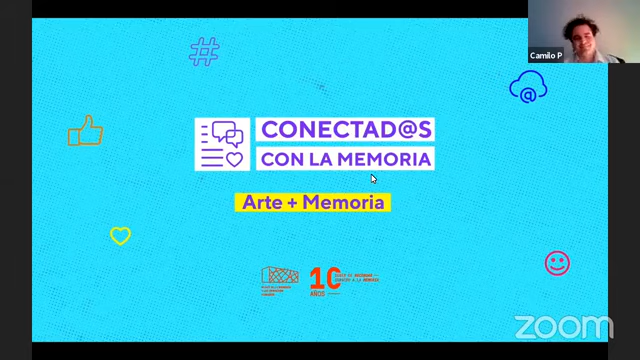 Camilo P
CONECTAD@S
CON LA MEMORIA
Arte + Memoria
10
AÑOS
zoom